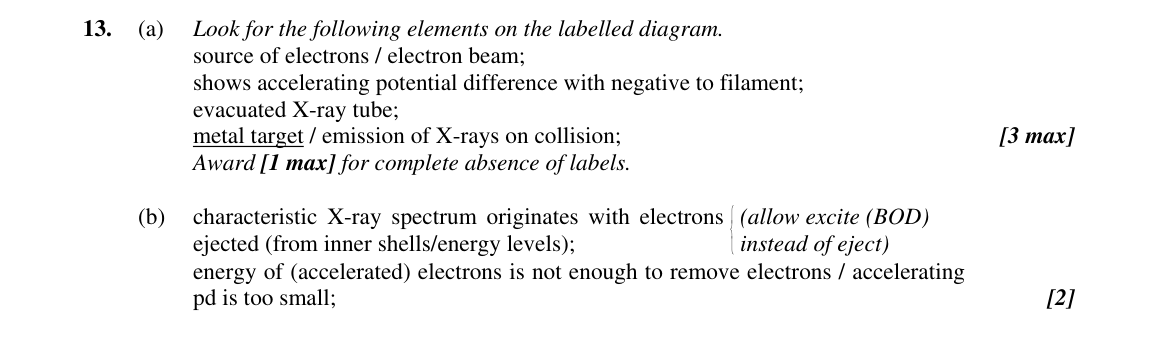 13. (a) Look for the following elements on the labelled diagram.
source of electrons / electron beam;
shows accelerating potential difference with negative to filament;
evacuated X-ray tube;
metal target / emission of X-rays on collision; [3 max]
Award [1 max] for complete absence of labels.
(b) characteristic X-ray spectrum originates with electrons (allow excite (BOD)
ejected (from inner shells/energy levels); instead of eject)
energy of (accelerated) electrons is not enough to remove electrons / accelerating
pd is too small; [2]